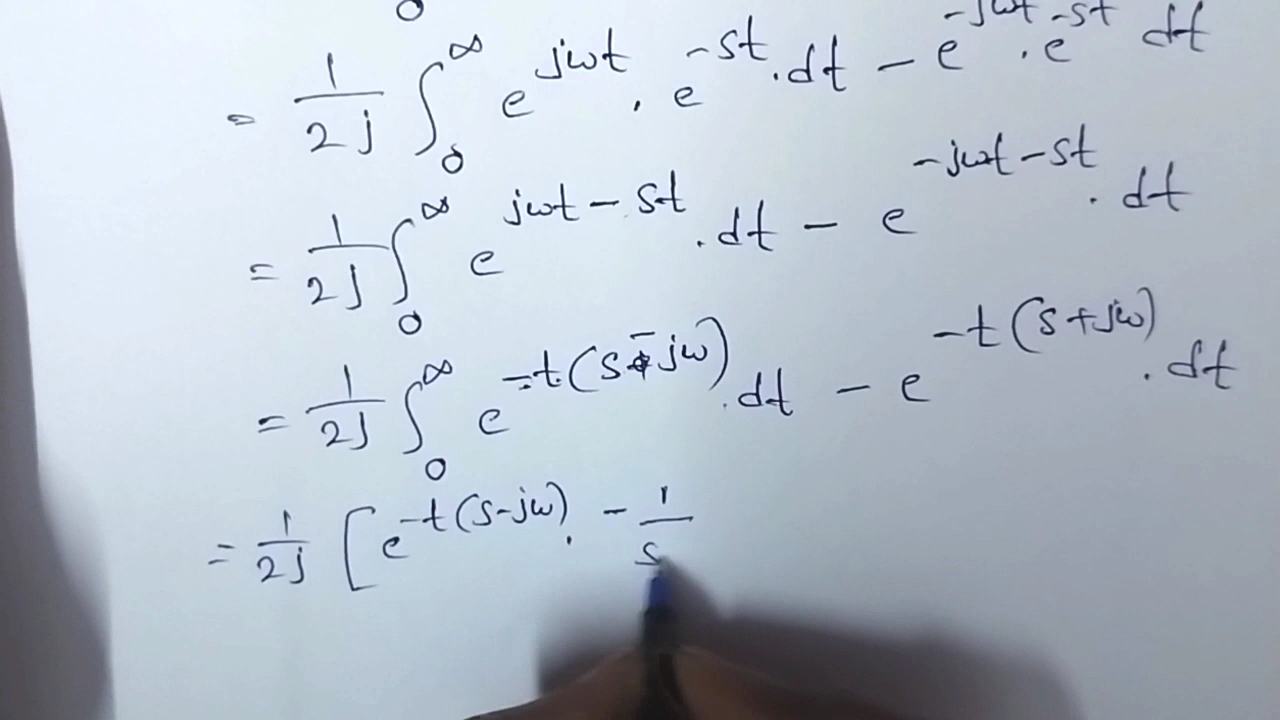 0
= 1/2j ∫₀^∞ e^{jωt} . e^{-st} . dt - e^{-jωt} . e^{-st} dt
= 1/2j ∫₀^∞ e^{jωt - st} . dt - e^{-jωt - st} . dt
= 1/2j ∫₀^∞ e^{-t(s-jω)} . dt - e^{-t(s+jω)} . dt
= 1/2j [ e^{-t(s-jω)} . - 1/s